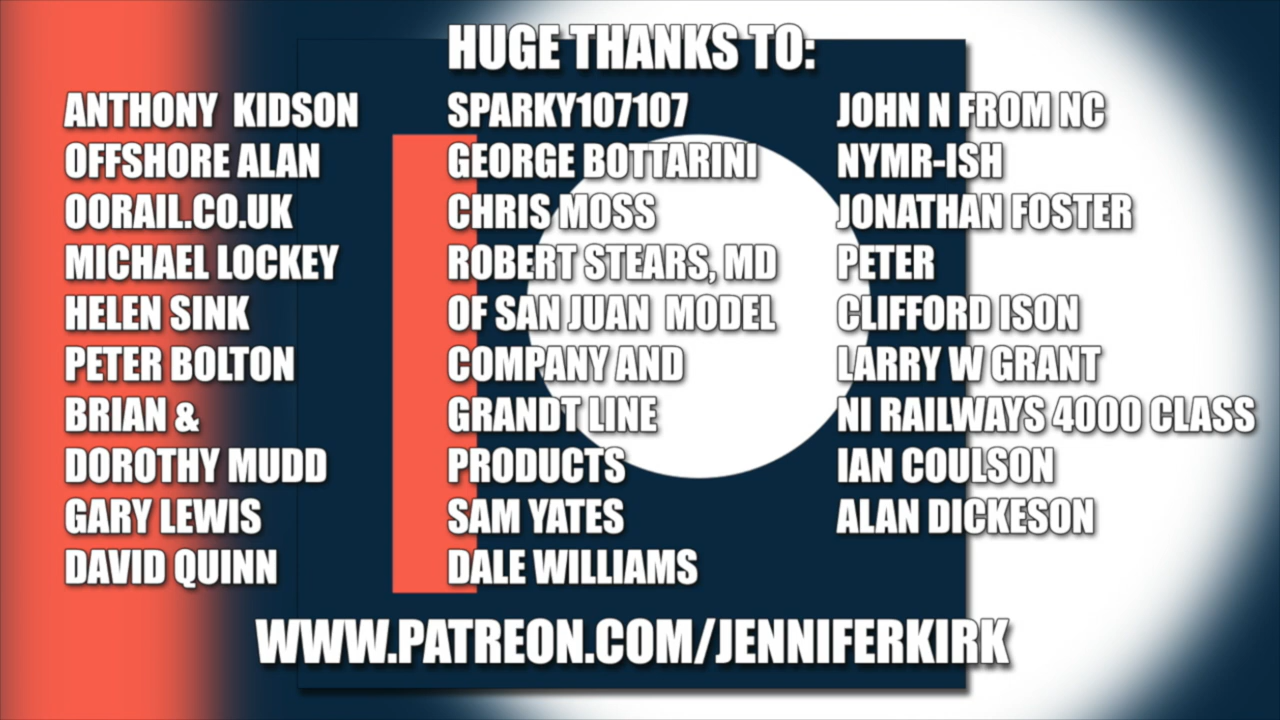 HUGE THANKS TO:
ANTHONY KIDSON
OFFSHORE ALAN
OORAIL.CO.UK
MICHAEL LOCKEY
HELEN SINK
PETER BOLTON
BRIAN &
DOROTHY MUDD
GARY LEWIS
DAVID QUINN
SPARKY107107
GEORGE BOTTARINI
CHRIS MOSS
ROBERT STEARS, MD
OF SAN JUAN MODEL
COMPANY AND
GRANDT LINE
PRODUCTS
SAM YATES
DALE WILLIAMS
JOHN N FROM NC
NYMR-ISH
JONATHAN FOSTER
PETER
CLIFFORD ISON
LARRY W GRANT
NI RAILWAYS 4000 CLASS
IAN COULSON
ALAN DICKESON
WWW.PATREON.COM/JENNIFERKIRK